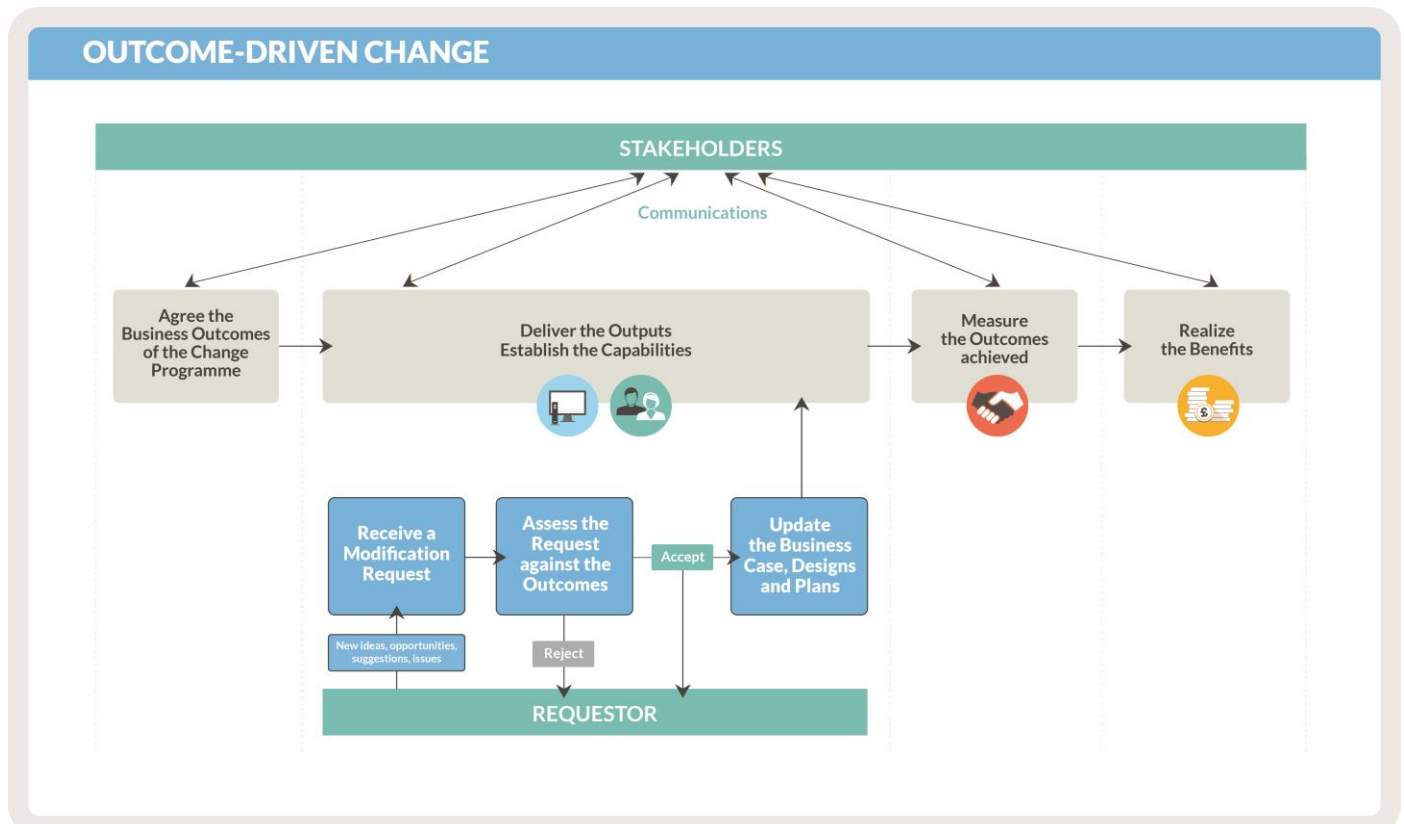 OUTCOME-DRIVEN CHANGE
STAKEHOLDERS
Communications
Agree the
Business Outcomes
of the Change
Programme
Deliver the Outputs
Establish the Capabilities
Measure
the Outcomes
achieved
Realize
the Benefits
£
Receive a
Modification
Request
Assess the
Request
against the
Outcomes
Accept
Update
the Business
Case, Designs
and Plans
New ideas, opportunities,
suggestions, issues
Reject
REQUESTOR